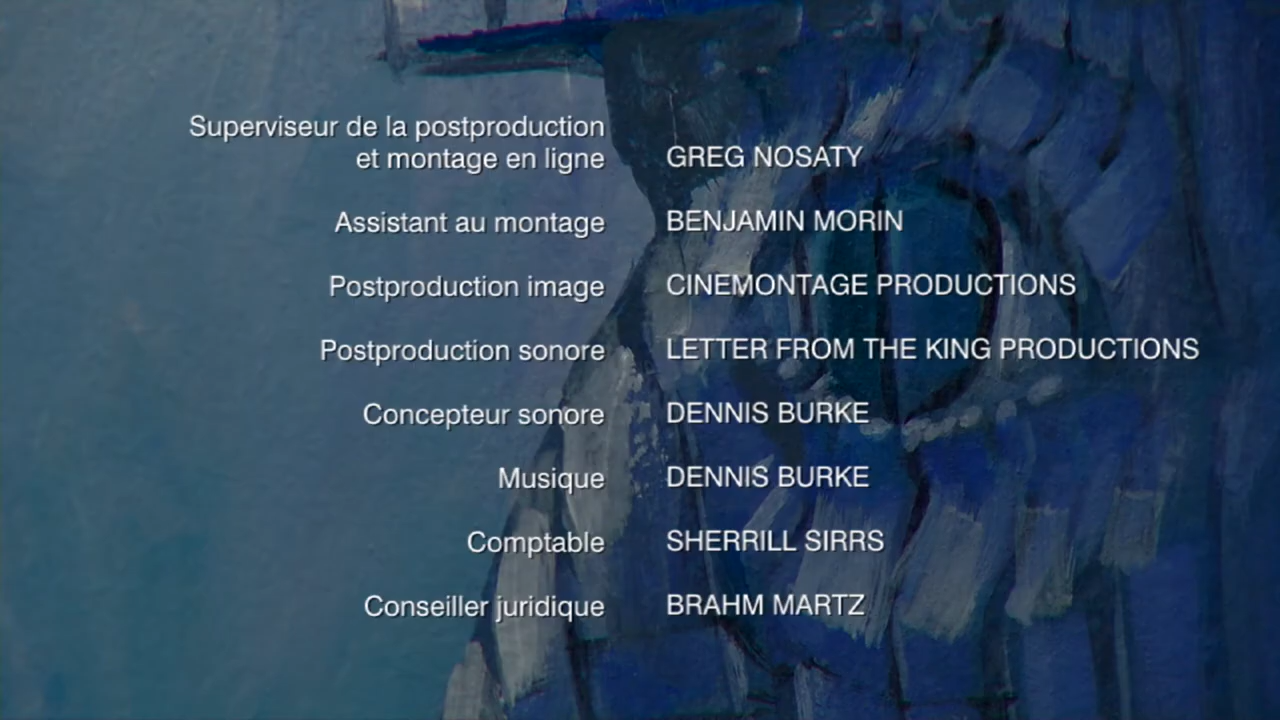 Superviseur de la postproduction
et montage en ligne GREG NOSATY
Assistant au montage BENJAMIN MORIN
Postproduction image CINEMONTAGE PRODUCTIONS
Postproduction sonore LETTER FROM THE KING PRODUCTIONS
Concepteur sonore DENNIS BURKE
Musique DENNIS BURKE
Comptable SHERRILL SIRRS
Conseiller juridique BRAHM MARTZ